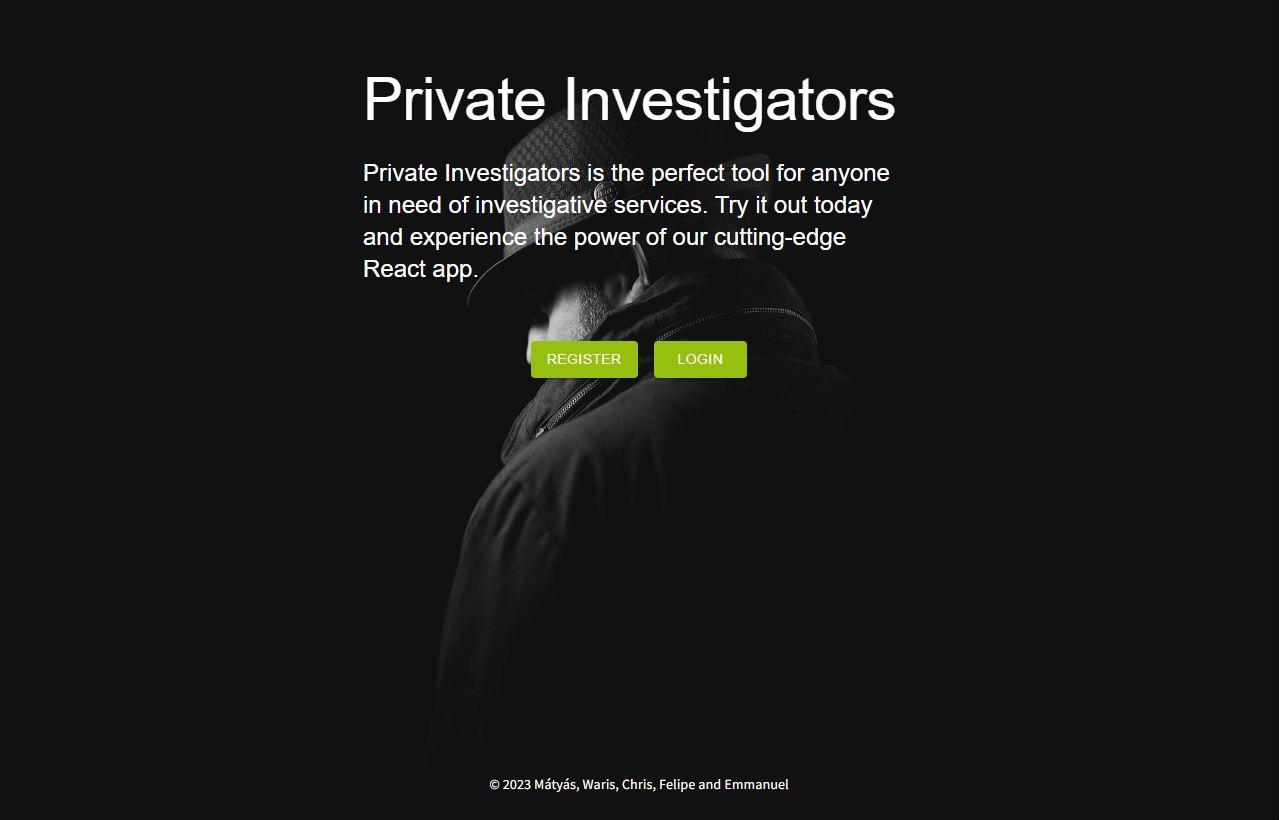 Private Investigators
Private Investigators is the perfect tool for anyone
in need of investigative services. Try it out today
and experience the power of our cutting-edge
React app.
REGISTER LOGIN
© 2023 Mátyás, Waris, Chris, Felipe and Emmanuel